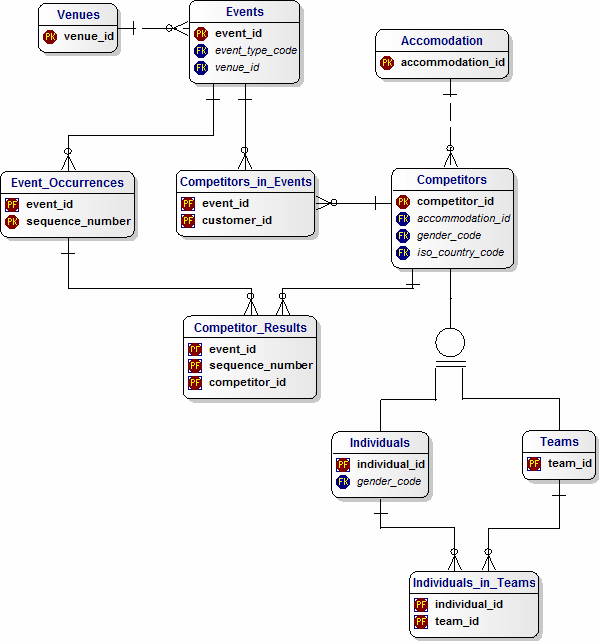 Venues
PK venue_id
Events
PK event_id
FK event_type_code
FK venue_id
Accomodation
PK accommodation_id
Event_Occurrences
PF event_id
PK sequence_number
Competitors_in_Events
PF event_id
PF customer_id
Competitors
PK competitor_id
FK accommodation_id
FK gender_code
FK iso_country_code
Competitor_Results
PF event_id
PF sequence_number
PF competitor_id
Individuals
PF individual_id
FK gender_code
Teams
PF team_id
Individuals_in_Teams
PF individual_id
PF team_id